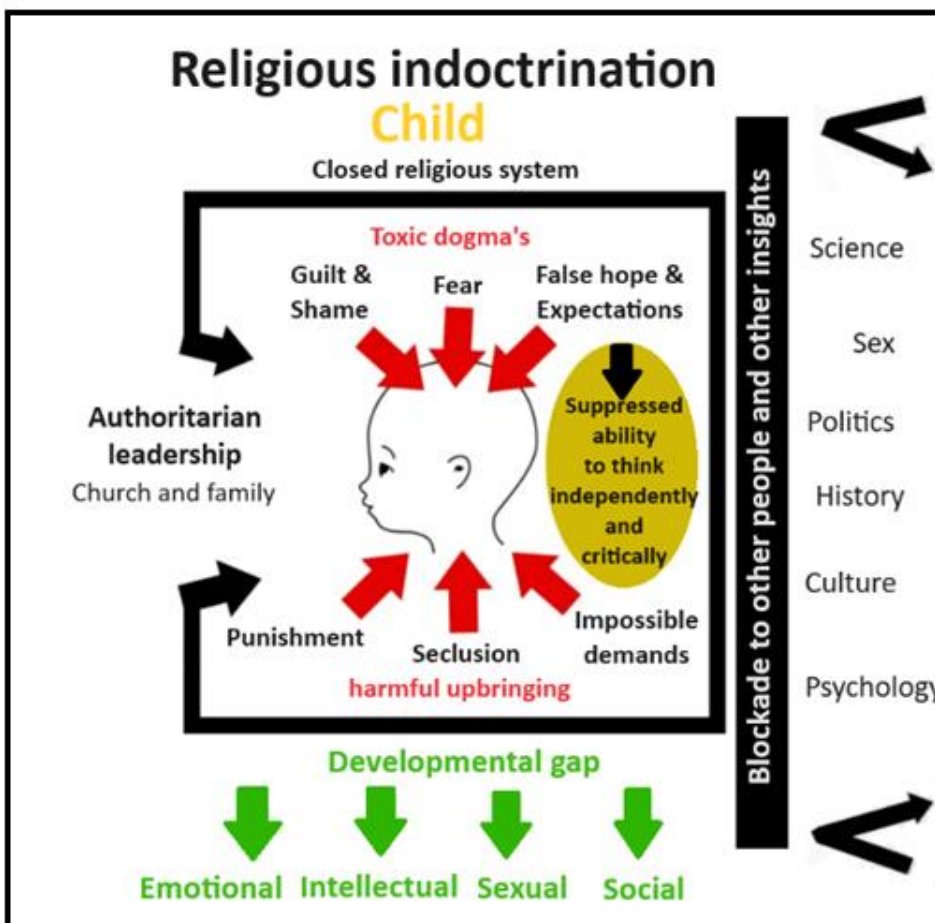 Religious indoctrination
Child
Closed religious system
Toxic dogma's
Guilt &
Shame
Fear
False hope &
Expectations
Suppressed
ability
to think
independently
and
critically
Authoritarian
leadership
Church and family
Punishment
Seclusion
Impossible
demands
harmful upbringing
Developmental gap
Emotional
Intellectual
Sexual
Social
Blockade to other people and other insights
Science
Sex
Politics
History
Culture
Psychology